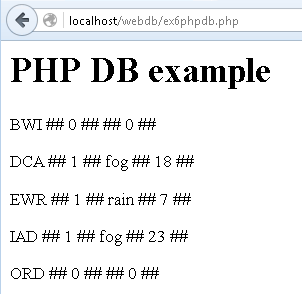 localhost/webdb/ex6phpdb.php
PHP DB example
BWI ## 0 ## ## 0 ##
DCA ## 1 ## fog ## 18 ##
EWR ## 1 ## rain ## 7 ##
IAD ## 1 ## fog ## 23 ##
ORD ## 0 ## ## 0 ##